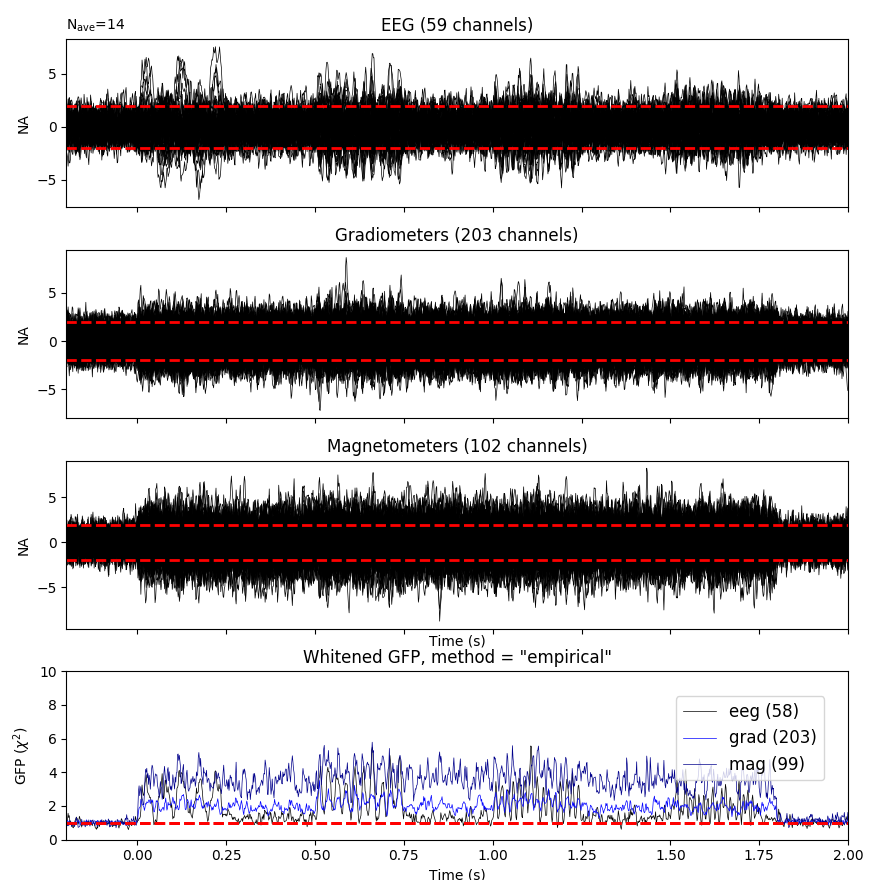 Nave=14
EEG (59 channels)
5
0
−5
NA
Gradiometers (203 channels)
5
0
−5
NA
Magnetometers (102 channels)
5
0
−5
NA
Time (s)
Whitened GFP, method = "empirical"
10
8
6
4
2
0
GFP (χ²)
eeg (58)
grad (203)
mag (99)
0.00 0.25 0.50 0.75 1.00 1.25 1.50 1.75 2.00
Time (s)